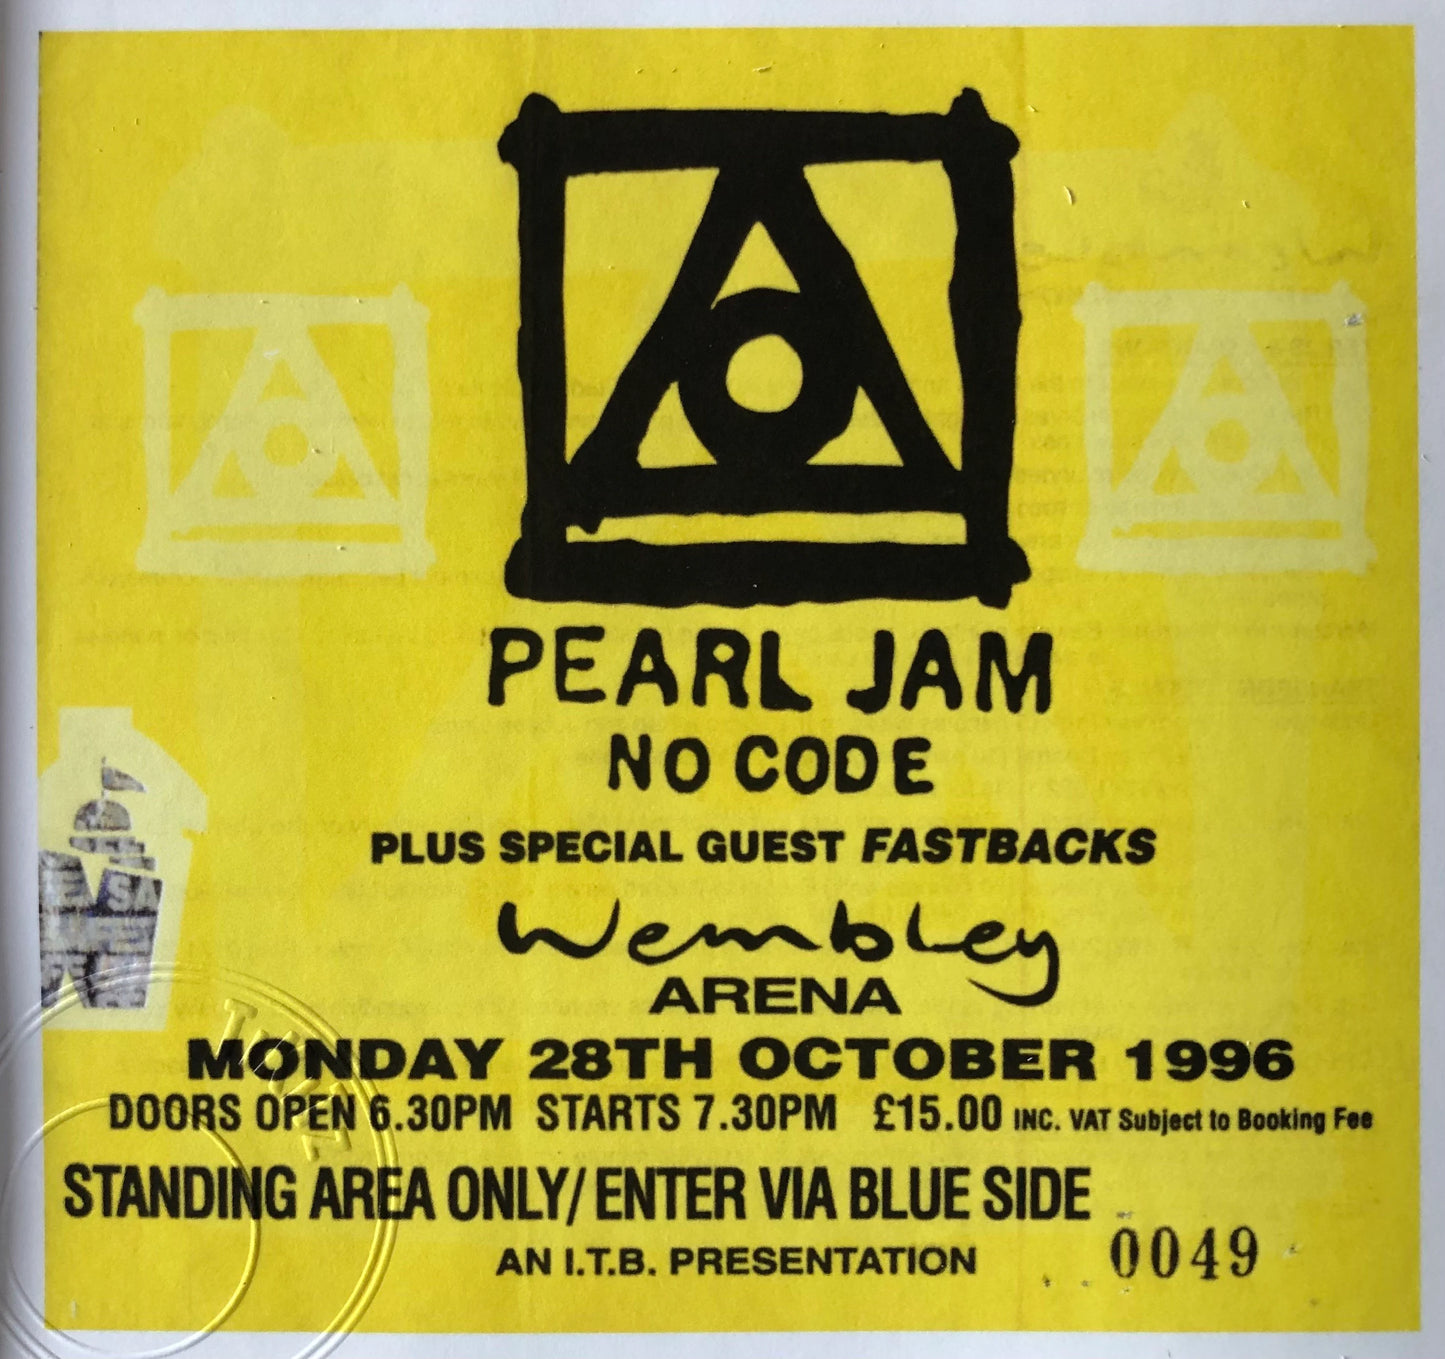 PEARL JAM
NO CODE
PLUS SPECIAL GUEST FASTBACKS
Wembley
ARENA
MONDAY 28TH OCTOBER 1996
DOORS OPEN 6.30PM STARTS 7.30PM £15.00 INC. VAT Subject to Booking Fee
STANDING AREA ONLY/ ENTER VIA BLUE SIDE
AN I.T.B. PRESENTATION
0049